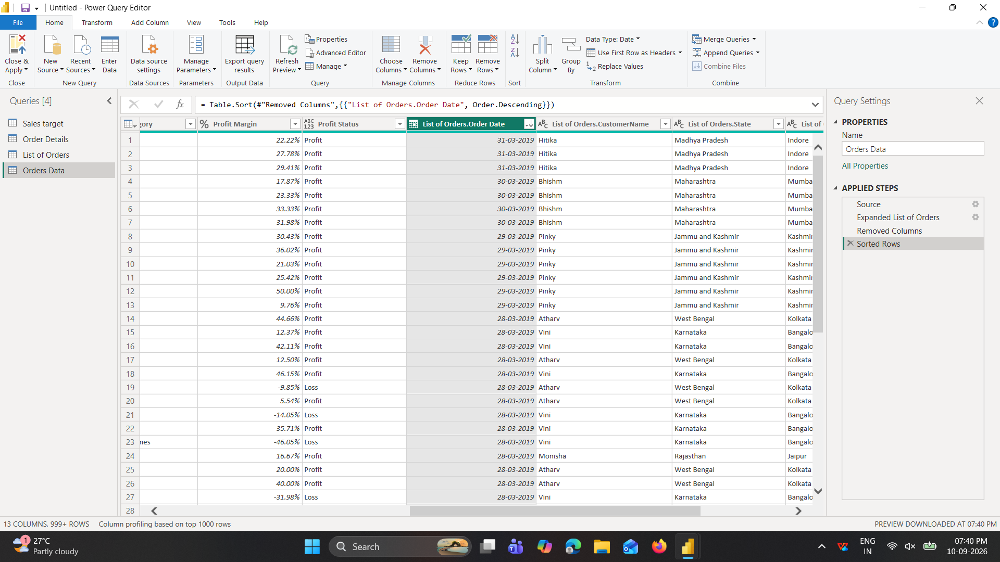 Untitled - Power Query Editor
File Home Transform Add Column View Tools Help
Close & Apply
New Source
Recent Sources
Enter Data
Data source settings
Manage Parameters
Export query results
Refresh Preview
Properties
Advanced Editor
Manage
Choose Columns
Remove Columns
Keep Rows
Remove Rows
Split Column
Group By
Data Type: Date
Use First Row as Headers
Replace Values
Merge Queries
Append Queries
Combine Files
Close New Query Data Sources Parameters Output Data Query Manage Columns Reduce Rows Sort Transform Combine
Queries [4]
Sales target
Order Details
List of Orders
Orders Data
fx = Table.Sort(#"Removed Columns",{{"List of Orders.Order Date", Order.Descending}})
gory % Profit Margin ABC 123 Profit Status List of Orders.Order Date ABC List of Orders.CustomerName ABC List of Orders.State ABC List of
1 22.22% Profit 31-03-2019 Hitika Madhya Pradesh Indore
2 27.78% Profit 31-03-2019 Hitika Madhya Pradesh Indore
3 29.41% Profit 31-03-2019 Hitika Madhya Pradesh Indore
4 17.87% Profit 30-03-2019 Bhishm Maharashtra Mumba
5 23.33% Profit 30-03-2019 Bhishm Maharashtra Mumba
6 33.33% Profit 30-03-2019 Bhishm Maharashtra Mumba
7 31.98% Profit 30-03-2019 Bhishm Maharashtra Mumba
8 30.43% Profit 29-03-2019 Pinky Jammu and Kashmir Kashmir
9 36.02% Profit 29-03-2019 Pinky Jammu and Kashmir Kashmir
10 21.03% Profit 29-03-2019 Pinky Jammu and Kashmir Kashmir
11 25.42% Profit 29-03-2019 Pinky Jammu and Kashmir Kashmir
12 50.00% Profit 29-03-2019 Pinky Jammu and Kashmir Kashmir
13 9.76% Profit 29-03-2019 Pinky Jammu and Kashmir Kashmir
14 44.66% Profit 28-03-2019 Atharv West Bengal Kolkata
15 12.37% Profit 28-03-2019 Vini Karnataka Bangalo
16 42.11% Profit 28-03-2019 Vini Karnataka Bangalo
17 12.50% Profit 28-03-2019 Atharv West Bengal Kolkata
18 46.15% Profit 28-03-2019 Vini Karnataka Bangalo
19 -9.85% Loss 28-03-2019 Atharv West Bengal Kolkata
20 5.54% Profit 28-03-2019 Atharv West Bengal Kolkata
21 -14.05% Loss 28-03-2019 Vini Karnataka Bangalo
22 35.71% Profit 28-03-2019 Vini Karnataka Bangalo
23 nes -46.05% Loss 28-03-2019 Vini Karnataka Bangalo
24 16.67% Profit 28-03-2019 Monisha Rajasthan Jaipur
25 20.00% Profit 28-03-2019 Atharv West Bengal Kolkata
26 40.00% Profit 28-03-2019 Atharv West Bengal Kolkata
27 -31.98% Loss 28-03-2019 Vini Karnataka Bangalo
28
Query Settings
PROPERTIES
Name
Orders Data
All Properties
APPLIED STEPS
Source
Expanded List of Orders
Removed Columns
Sorted Rows
13 COLUMNS, 999+ ROWS Column profiling based on top 1000 rows PREVIEW DOWNLOADED AT 07:40 PM
1
27°C
Partly cloudy
Search
ENG
IN
07:40 PM
10-09-2026